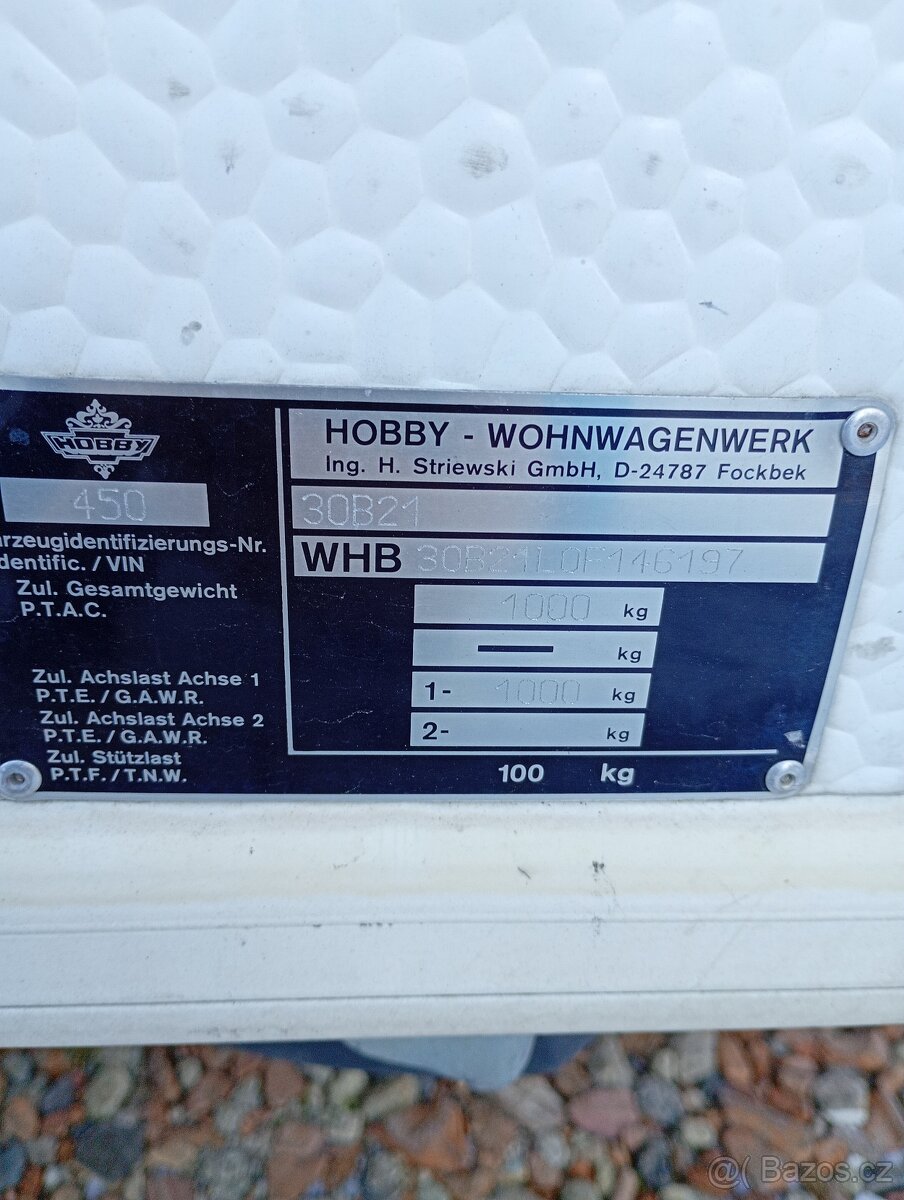 HOBBY
450
HOBBY - WOHNWAGENWERK
Ing. H. Striewski GmbH, D-24787 Fockbek
30B21
rzeugidentifizierungs-Nr.
dentific. / VIN
WHB 30B21L0F146197
Zul. Gesamtgewicht
P.T.A.C.
1000 kg
kg
Zul. Achslast Achse 1
P.T.E. / G.A.W.R.
1- 1000 kg
Zul. Achslast Achse 2
P.T.E. / G.A.W.R.
2- kg
Zul. Stützlast
P.T.F. / T.N.W.
100 kg
@( Bazos.cz